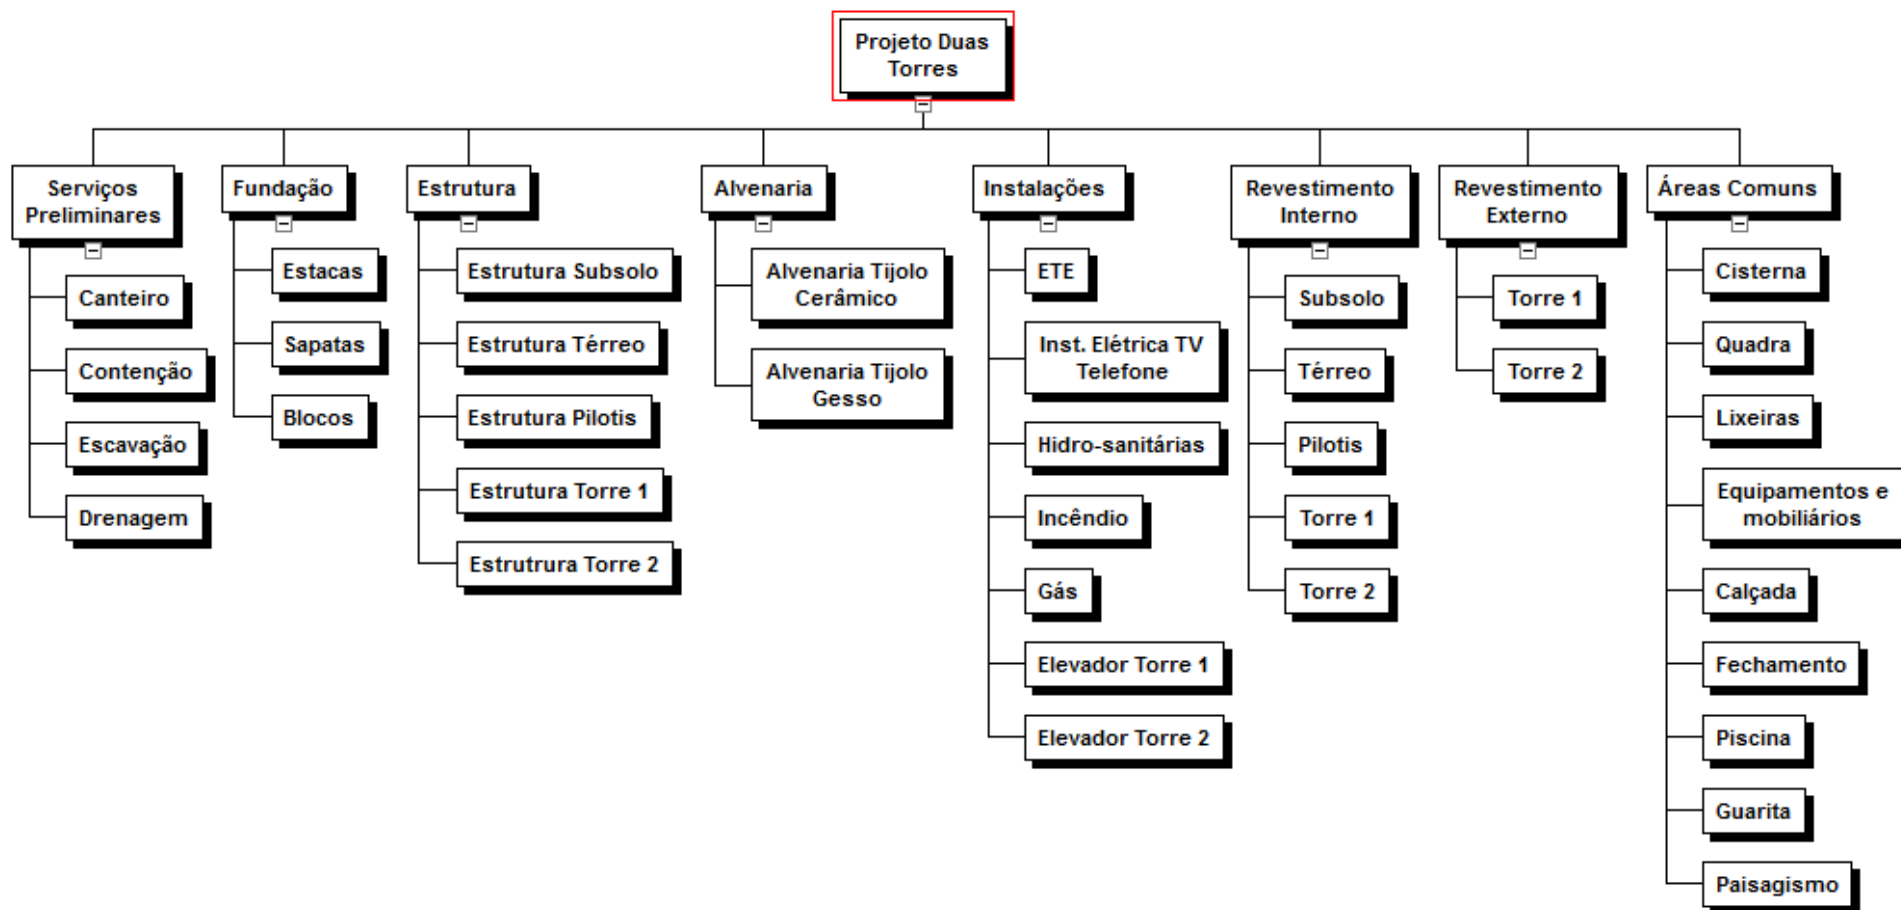 Projeto Duas
Torres
Serviços
Preliminares
Canteiro
Contenção
Escavação
Drenagem
Fundação
Estacas
Sapatas
Blocos
Estrutura
Estrutura Subsolo
Estrutura Térreo
Estrutura Pilotis
Estrutura Torre 1
Estrutrura Torre 2
Alvenaria
Alvenaria Tijolo
Cerâmico
Alvenaria Tijolo
Gesso
Instalações
ETE
Inst. Elétrica TV
Telefone
Hidro-sanitárias
Incêndio
Gás
Elevador Torre 1
Elevador Torre 2
Revestimento
Interno
Subsolo
Térreo
Pilotis
Torre 1
Torre 2
Revestimento
Externo
Torre 1
Torre 2
Áreas Comuns
Cisterna
Quadra
Lixeiras
Equipamentos e
mobiliários
Calçada
Fechamento
Piscina
Guarita
Paisagismo